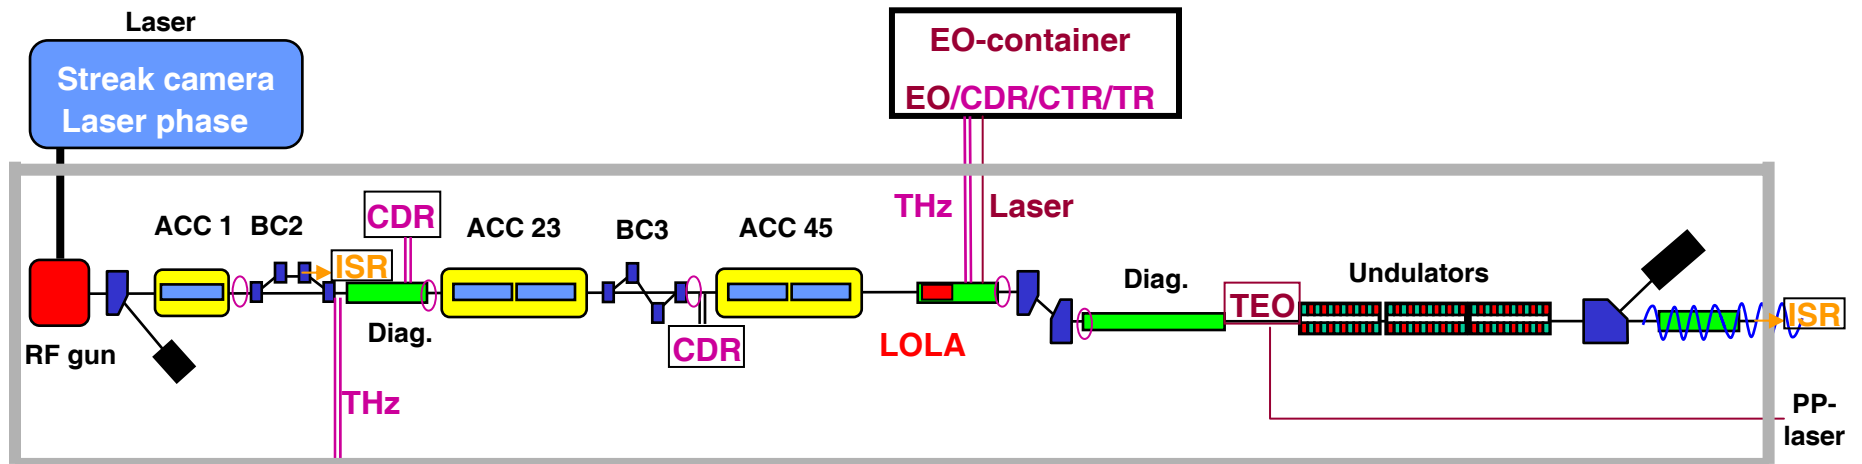 Laser
Streak camera
Laser phase
EO-container
EO/CDR/CTR/TR
THz
Laser
ACC 1
BC2
CDR
ISR
ACC 23
BC3
ACC 45
Diag.
Undulators
TEO
ISR
RF gun
Diag.
CDR
LOLA
THz
PP-
laser